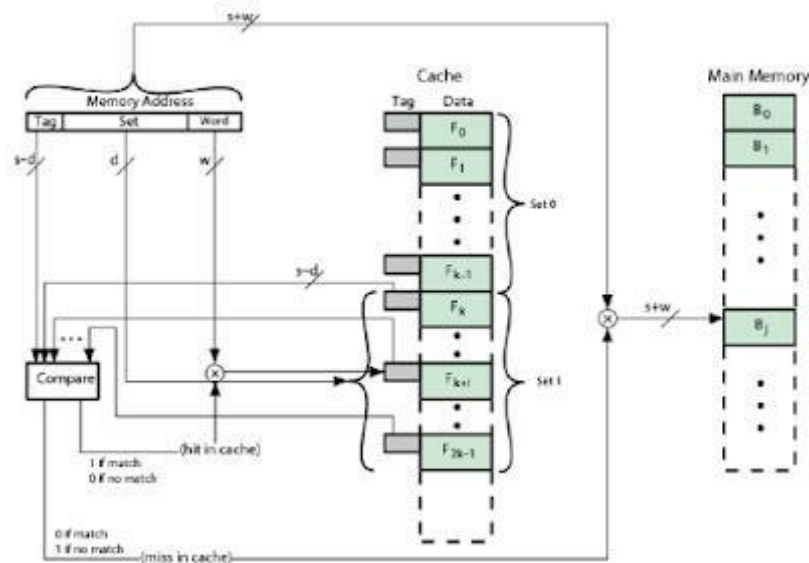 s+w
Cache
Main Memory
Memory Address
Tag Data
Tag Set Word
F0
B0
F1
B1
s–d
d
w
Set 0
s–d
Fk–1
Fk
s+w
Bj
Compare
Fk+i
Set 1
(hit in cache)
F2k–1
1 if match
0 if no match
0 if match
1 if no match
(miss in cache)